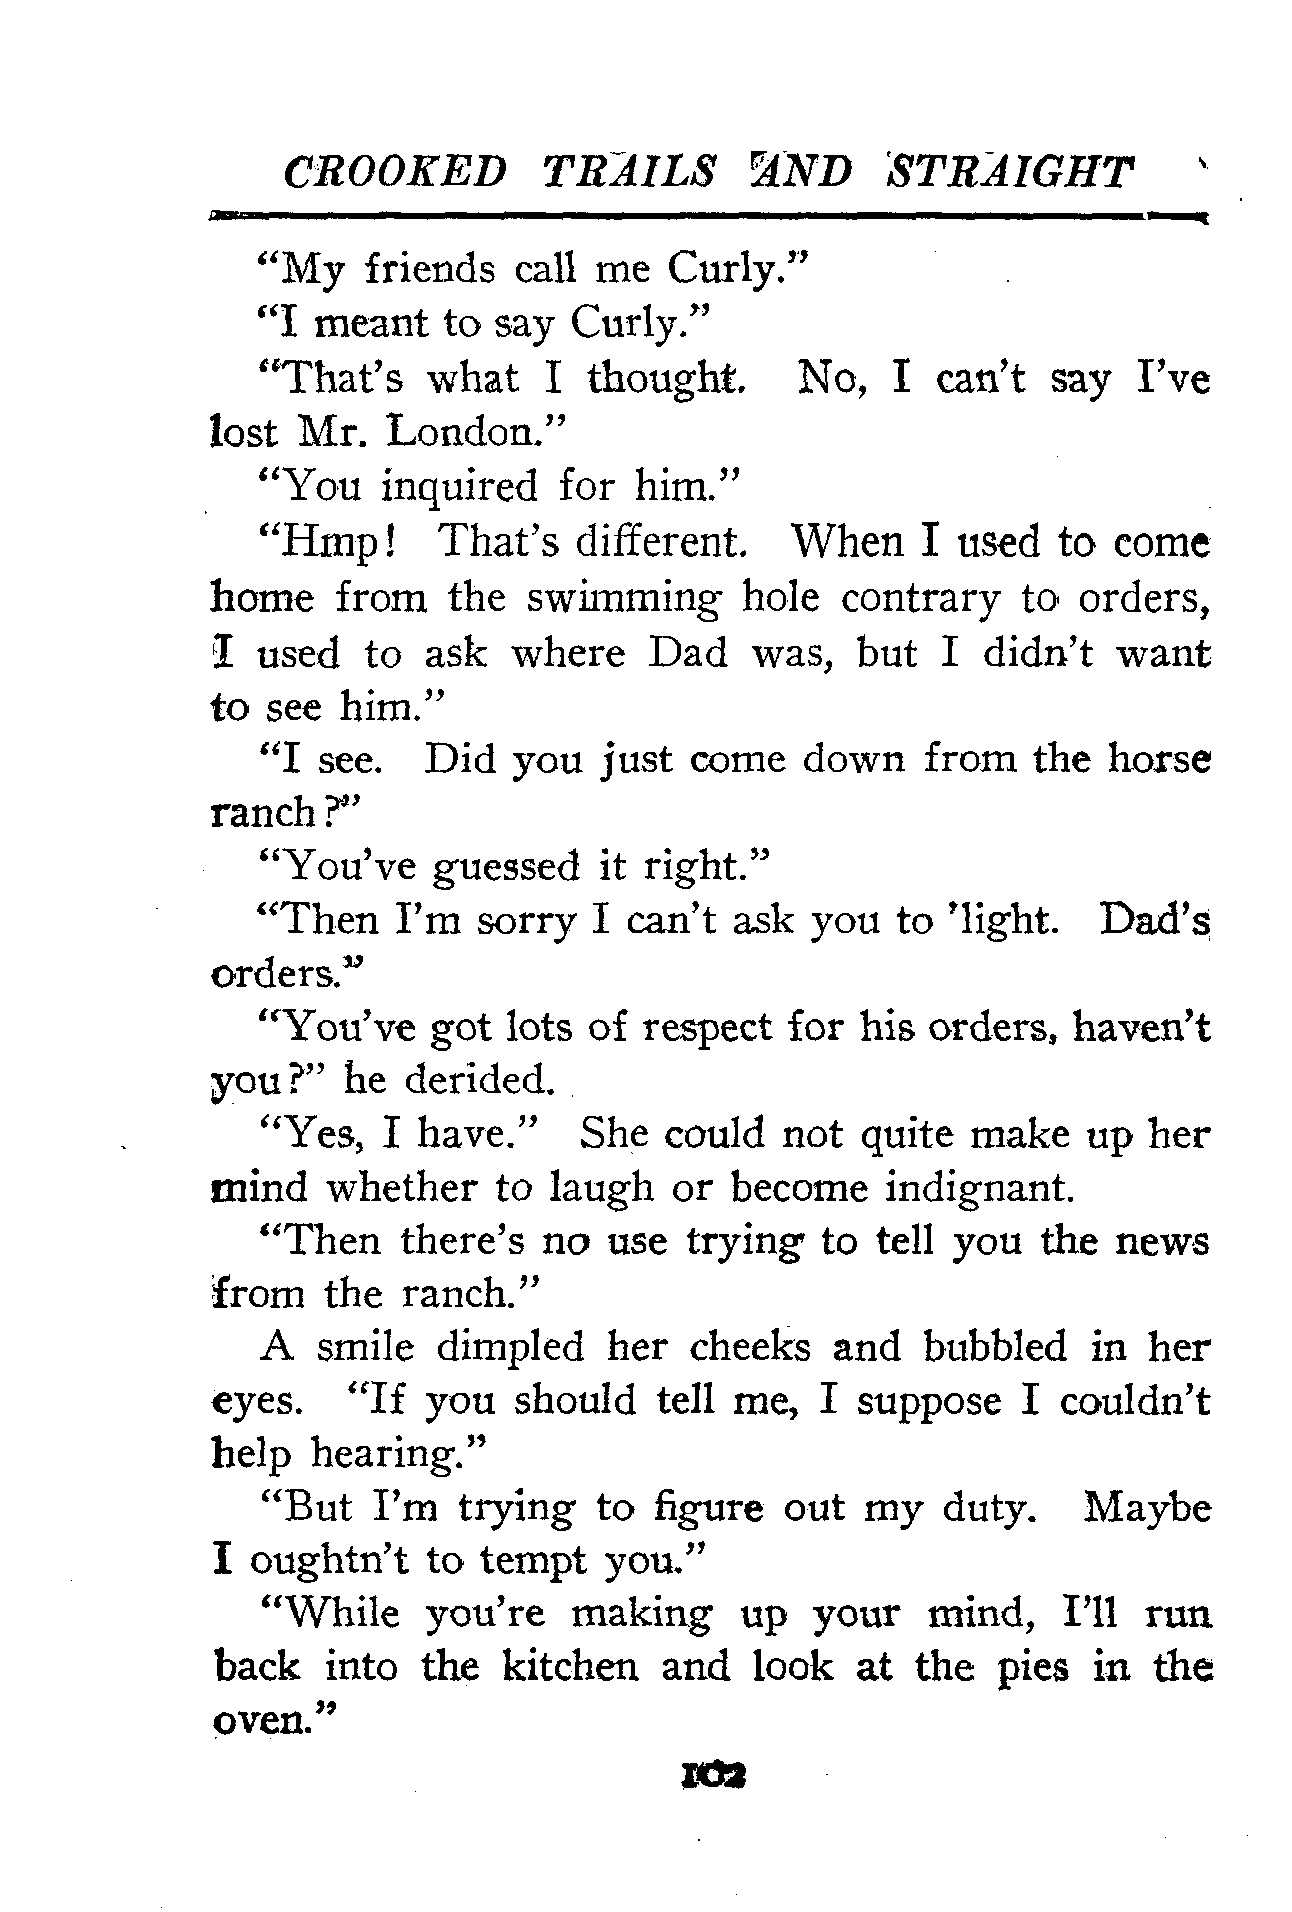 CROOKED TRAILS AND STRAIGHT
“My friends call me Curly.”
“I meant to say Curly.”
“That’s what I thought. No, I can’t say I’ve
lost Mr. London.”
“You inquired for him.”
“Hmp! That’s different. When I used to come
home from the swimming hole contrary to orders,
I used to ask where Dad was, but I didn’t want
to see him.”
“I see. Did you just come down from the horse
ranch?”
“You’ve guessed it right.”
“Then I’m sorry I can’t ask you to ’light. Dad’s
orders.”
“You’ve got lots of respect for his orders, haven’t
you?” he derided.
“Yes, I have.” She could not quite make up her
mind whether to laugh or become indignant.
“Then there’s no use trying to tell you the news
from the ranch.”
A smile dimpled her cheeks and bubbled in her
eyes. “If you should tell me, I suppose I couldn’t
help hearing.”
“But I’m trying to figure out my duty. Maybe
I oughtn’t to tempt you.”
“While you’re making up your mind, I’ll run
back into the kitchen and look at the pies in the
oven.”
102